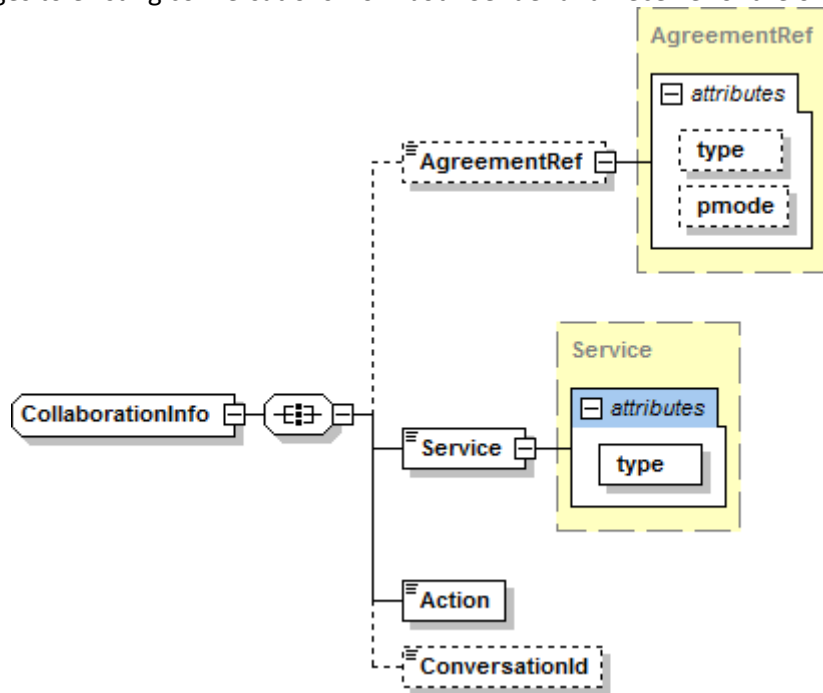 AgreementRef
attributes
type
pmode
AgreementRef
Service
attributes
type
CollaborationInfo
Service
Action
ConversationId